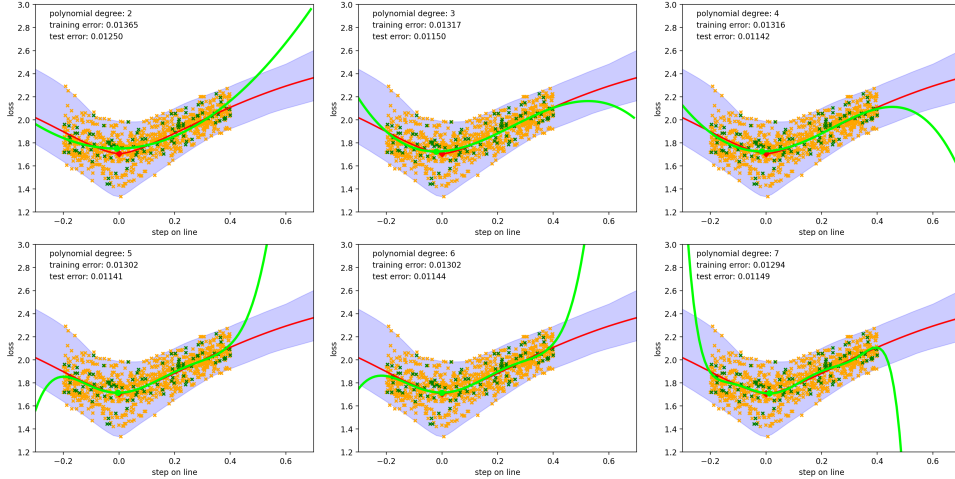 polynomial degree: 2
training error: 0.01365
test error: 0.01250
3.0
2.8
2.6
2.4
2.2
2.0
1.8
1.6
1.4
1.2
loss
−0.2 0.0 0.2 0.4 0.6
step on line
polynomial degree: 3
training error: 0.01317
test error: 0.01150
3.0
2.8
2.6
2.4
2.2
2.0
1.8
1.6
1.4
1.2
loss
−0.2 0.0 0.2 0.4 0.6
step on line
polynomial degree: 4
training error: 0.01316
test error: 0.01142
3.0
2.8
2.6
2.4
2.2
2.0
1.8
1.6
1.4
1.2
loss
−0.2 0.0 0.2 0.4 0.6
step on line
polynomial degree: 5
training error: 0.01302
test error: 0.01141
3.0
2.8
2.6
2.4
2.2
2.0
1.8
1.6
1.4
1.2
loss
−0.2 0.0 0.2 0.4 0.6
step on line
polynomial degree: 6
training error: 0.01302
test error: 0.01144
3.0
2.8
2.6
2.4
2.2
2.0
1.8
1.6
1.4
1.2
loss
−0.2 0.0 0.2 0.4 0.6
step on line
polynomial degree: 7
training error: 0.01294
test error: 0.01149
3.0
2.8
2.6
2.4
2.2
2.0
1.8
1.6
1.4
1.2
loss
−0.2 0.0 0.2 0.4 0.6
step on line